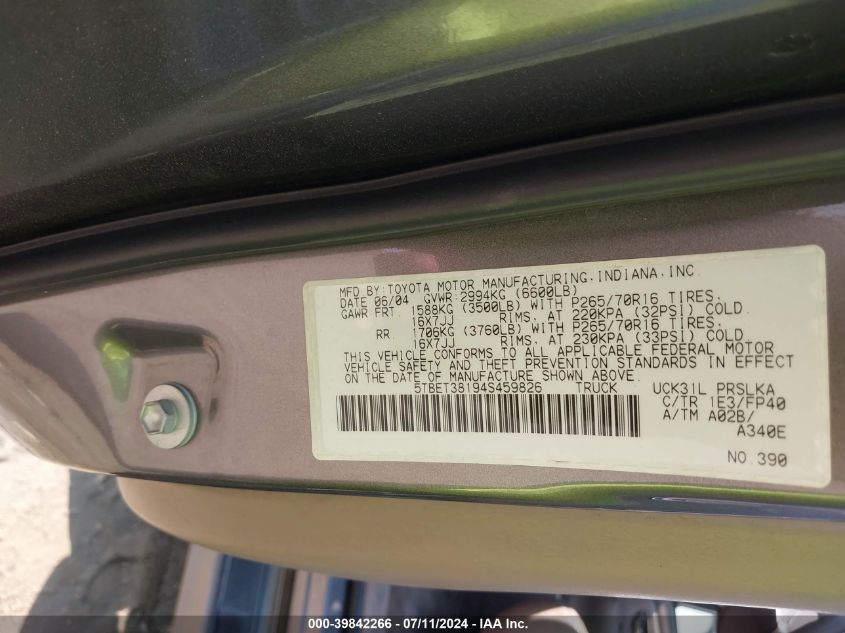 MFD BY:TOYOTA MOTOR MANUFACTURING,INDIANA,INC.
DATE 06/04 GVWR:2994KG (6600LB)
GAWR FRT. 1588KG (3500LB) WITH P265/70R16 TIRES,
16X7JJ RIMS, AT 220KPA (32PSI) COLD
RR. 1706KG (3760LB) WITH P265/70R16 TIRES,
16X7JJ RIMS, AT 230KPA (33PSI) COLD
THIS VEHICLE CONFORMS TO ALL APPLICABLE FEDERAL MOTOR
VEHICLE SAFETY AND THEFT PREVENTION STANDARDS IN EFFECT
ON THE DATE OF MANUFACTURE SHOWN ABOVE.
5TBET38194S459826 TRUCK UCK31L PRSLKA
C/TR 1E3/FP40
A/TM A02B/
A340E
NO.390
000-39842266 / 07/11/2024 - IAA Inc.